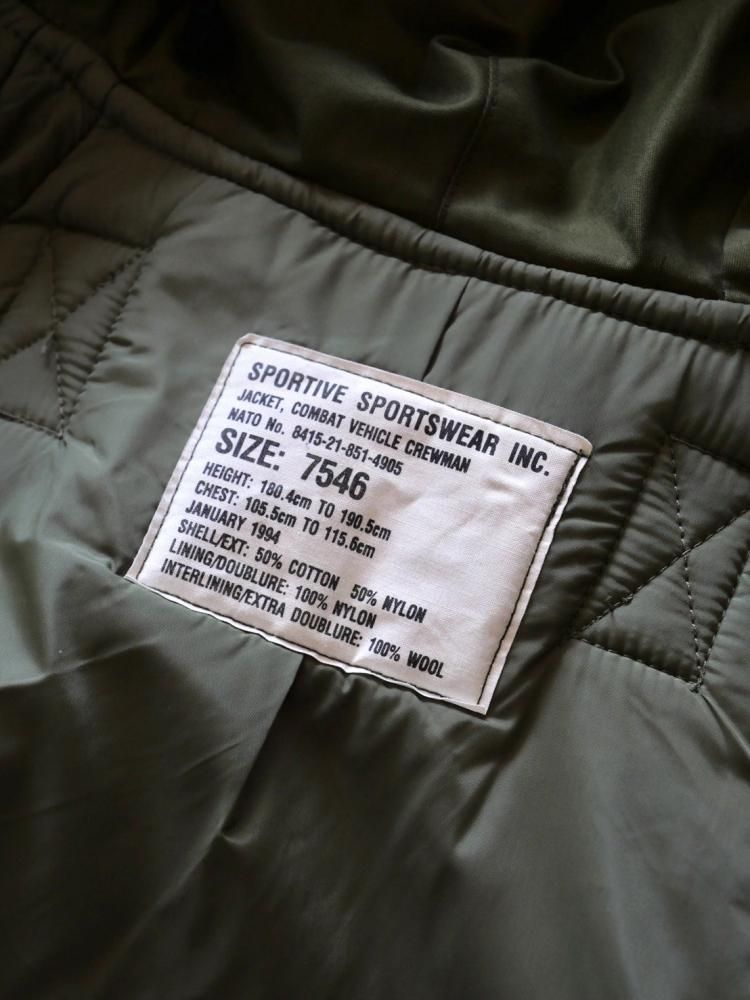 SPORTIVE SPORTSWEAR INC.
JACKET, COMBAT VEHICLE CREWMAN
NATO No. 8415-21-851-4905
SIZE: 7546
HEIGHT: 180.4cm TO 190.5cm
CHEST: 105.5cm TO 115.6cm
JANUARY 1994
SHELL/EXT: 50% COTTON 50% NYLON
LINING/DOUBLURE: 100% NYLON
INTERLINING/EXTRA DOUBLURE: 100% WOOL